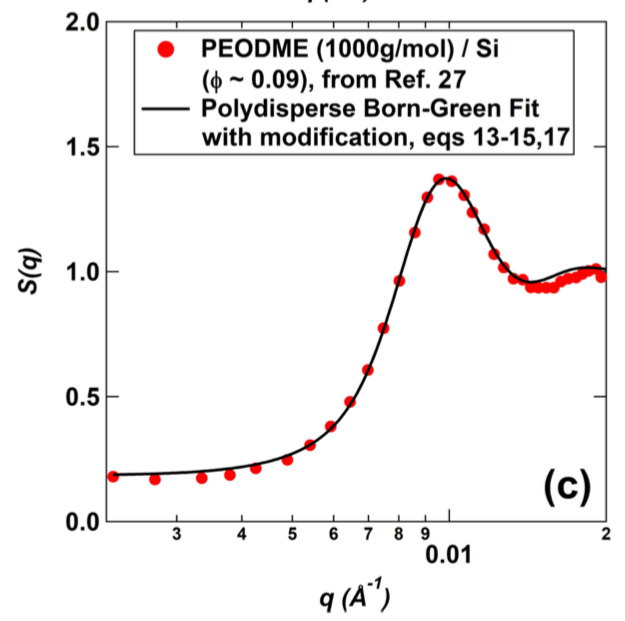 2.0
PEODME (1000g/mol) / Si
(ϕ ~ 0.09), from Ref. 27
Polydisperse Born-Green Fit
with modification, eqs 13-15,17
1.5
S(q)
1.0
0.5
(c)
0.0
3 4 5 6 7 8 9 2
0.01
q (Å⁻¹)